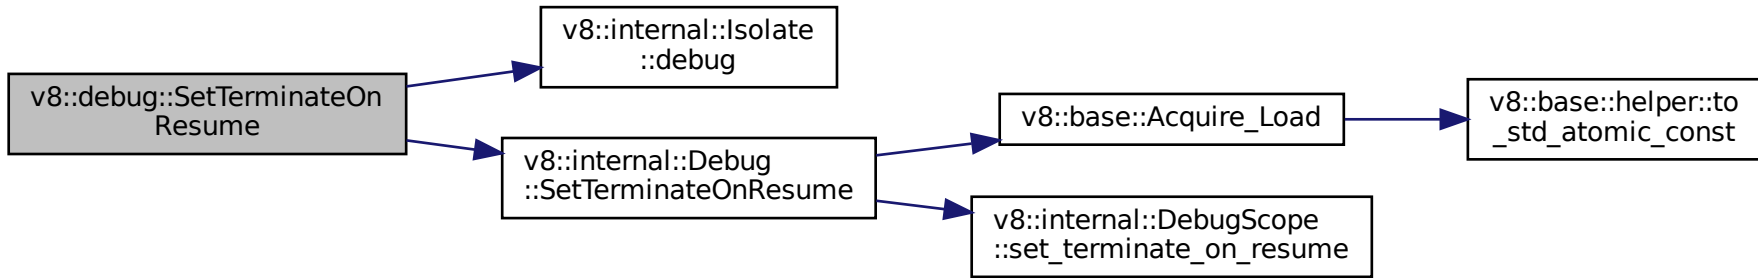 v8::debug::SetTerminateOn
Resume
v8::internal::Isolate
::debug
v8::internal::Debug
::SetTerminateOnResume
v8::base::Acquire_Load
v8::internal::DebugScope
::set_terminate_on_resume
v8::base::helper::to
_std_atomic_const